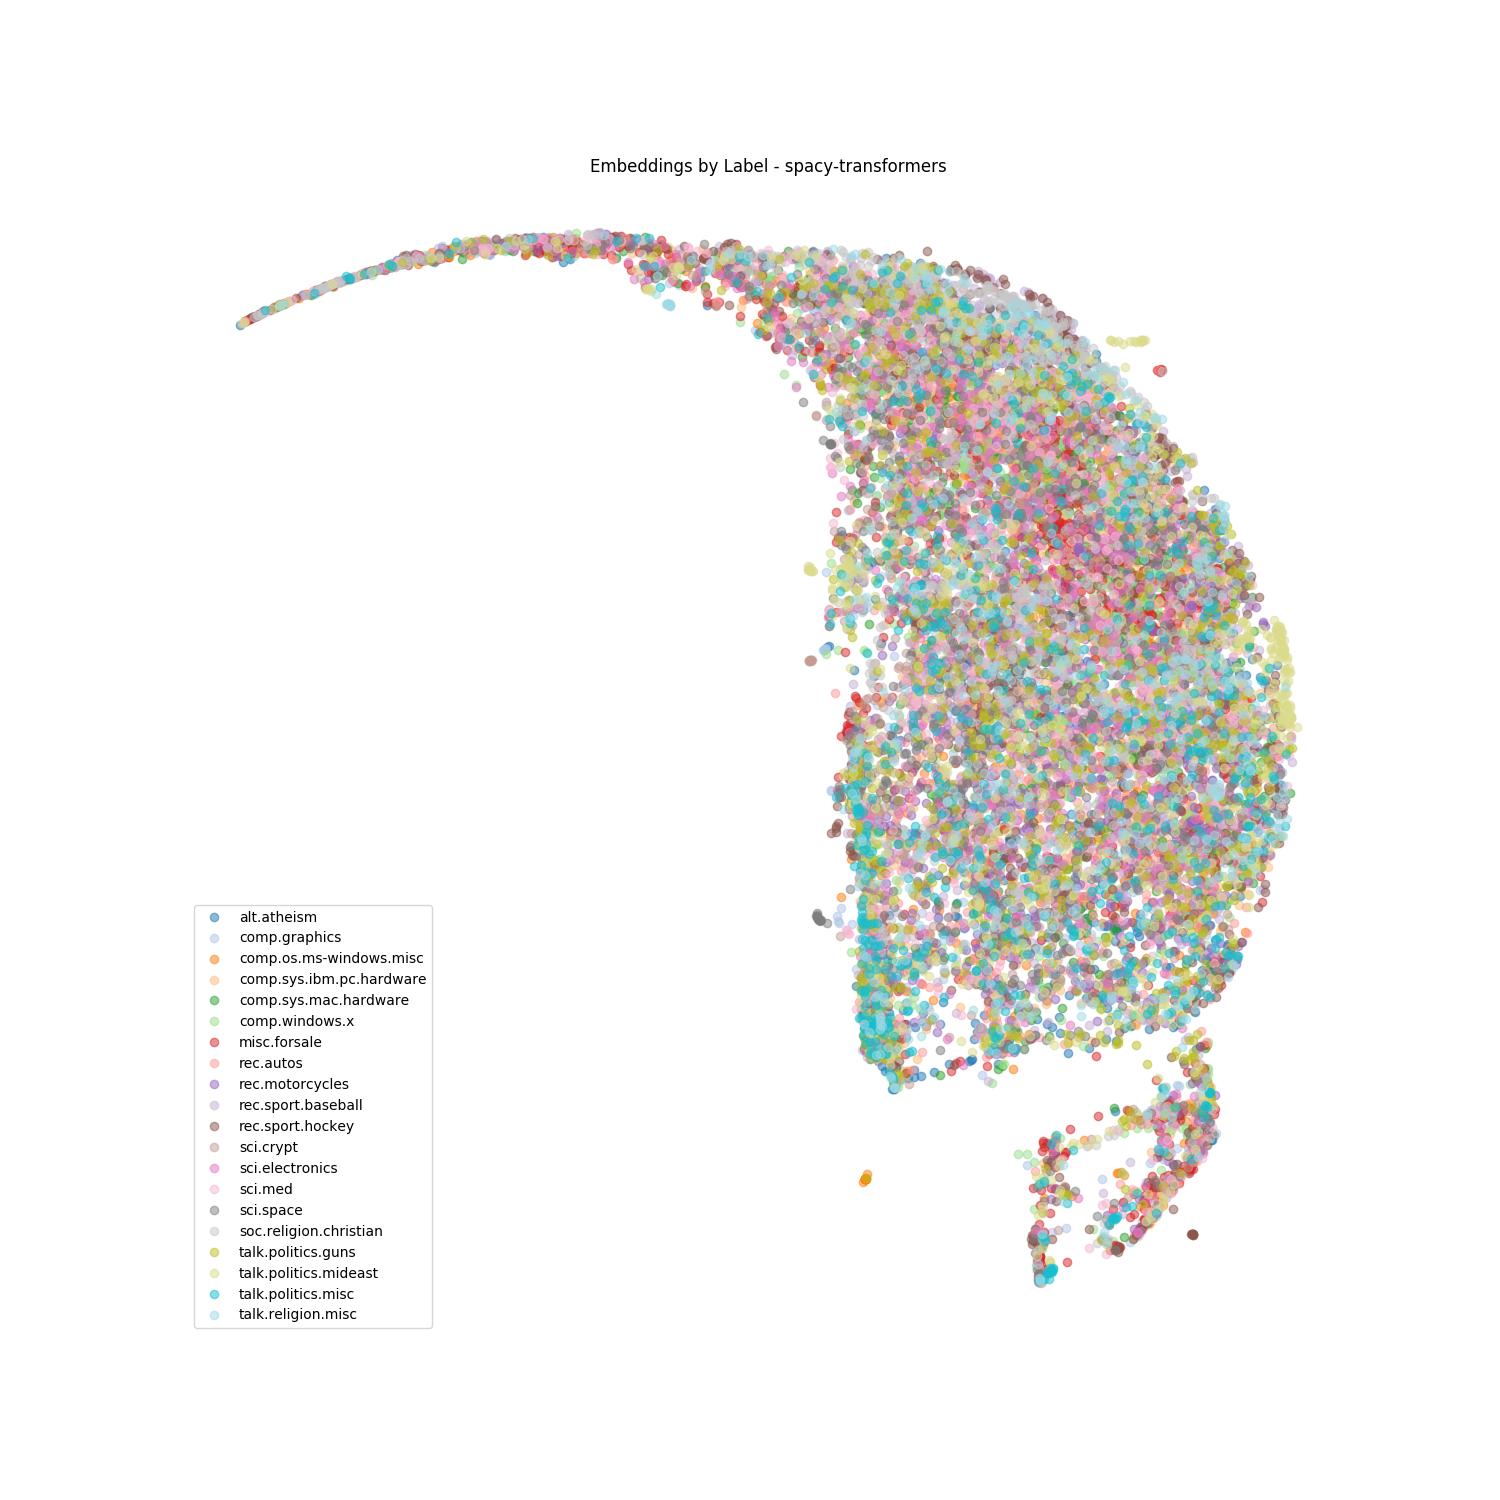 Embeddings by Label - spacy-transformers
alt.atheism
comp.graphics
comp.os.ms-windows.misc
comp.sys.ibm.pc.hardware
comp.sys.mac.hardware
comp.windows.x
misc.forsale
rec.autos
rec.motorcycles
rec.sport.baseball
rec.sport.hockey
sci.crypt
sci.electronics
sci.med
sci.space
soc.religion.christian
talk.politics.guns
talk.politics.mideast
talk.politics.misc
talk.religion.misc